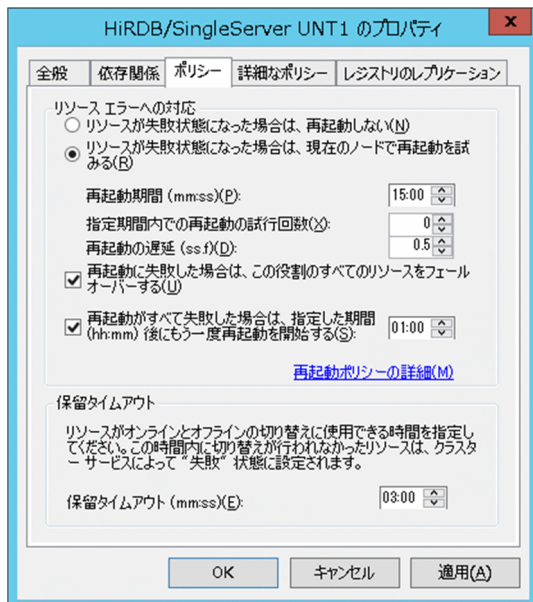 HiRDB/SingleServer UNT1 のプロパティ
x
全般 依存関係 ポリシー 詳細なポリシー レジストリのレプリケーション
リソース エラーへの対応
リソースが失敗状態になった場合は、再起動しない(N)
リソースが失敗状態になった場合は、現在のノードで再起動を試
みる(R)
再起動期間 (mm:ss)(P): 15:00
指定期間内での再起動の試行回数(X): 0
再起動の遅延 (ss.f)(D): 0.5
再起動に失敗した場合は、この役割のすべてのリソースをフェール
オーバーする(U)
再起動がすべて失敗した場合は、指定した期間
(hh:mm) 後にもう一度再起動を開始する(S): 01:00
再起動ポリシーの詳細(M)
保留タイムアウト
リソースがオンラインとオフラインの切り替えに使用できる時間を指定し
てください。この時間内に切り替えが行われなかったリソースは、クラスタ
ー サービスによって "失敗" 状態に設定されます。
保留タイムアウト (mm:ss)(E): 03:00
OK キャンセル 適用(A)